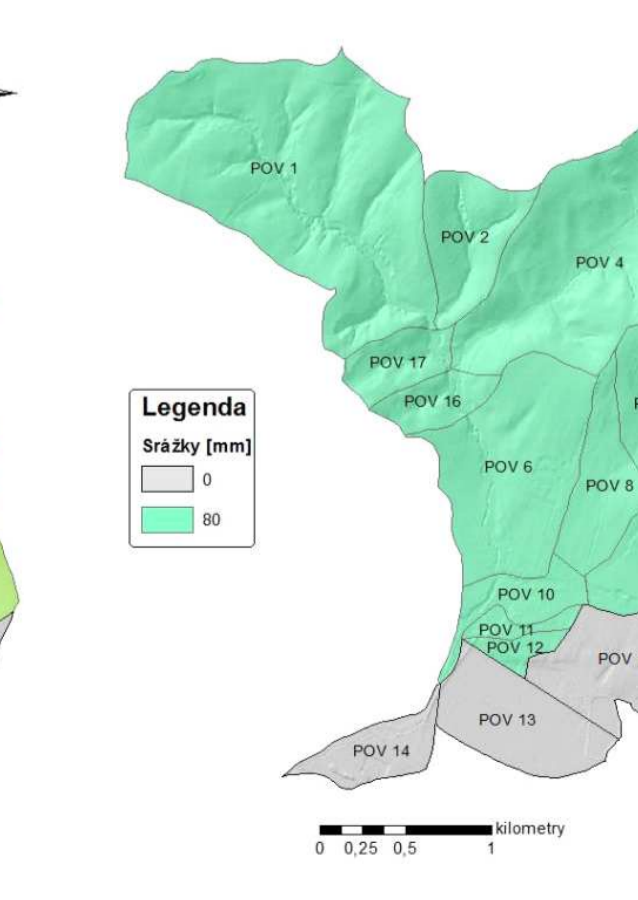 POV 1
POV 2
POV 4
POV 17
POV 16
Legenda
Srážky [mm]
0
80
POV 6
POV 8
POV 10
POV 11
POV 12
POV
POV 13
POV 14
kilometry
0 0,25 0,5 1